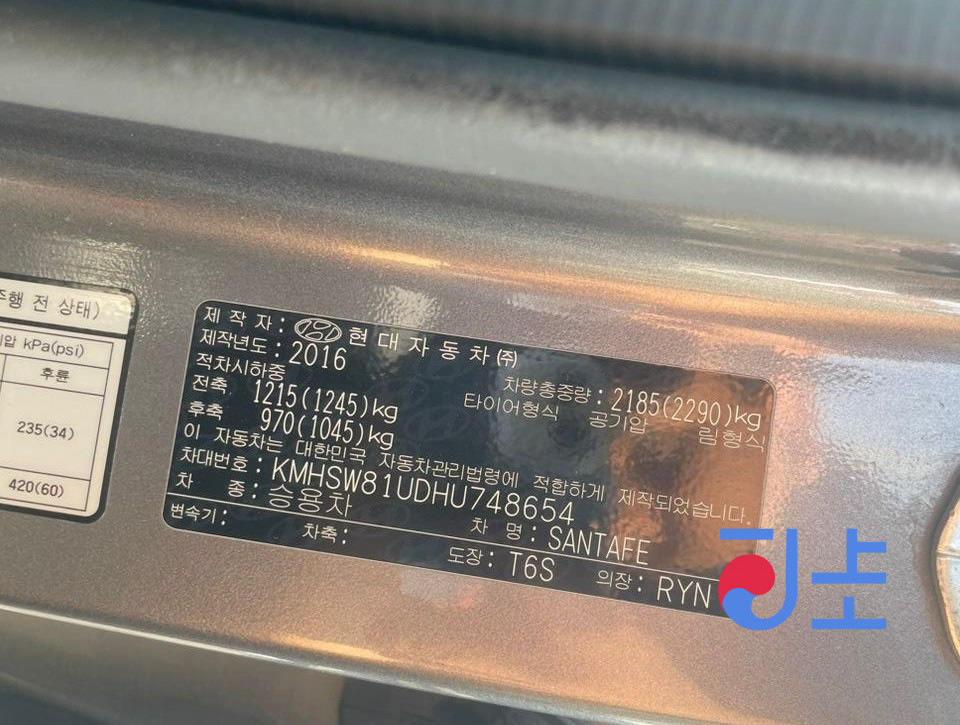 주행 전 상태)
압 kPa(psi)
후륜
235(34)
420(60)
제 작 자 : 현 대 자 동 차 ㈜
제작년도 : 2016
적차시하중
차량총중량 : 2185(2290)kg
전축 1215(1245)kg
타이어형식 공기압 림형식
후축 970(1045)kg
이 자동차는 대한민국 자동차관리법령에 적합하게 제작되었습니다.
차대번호 : KMHSW81UDHU748654
차 종 : 승용차
차 명 : SANTAFE
변속기 :
차축 :
도장 : T6S
의장 : RYN